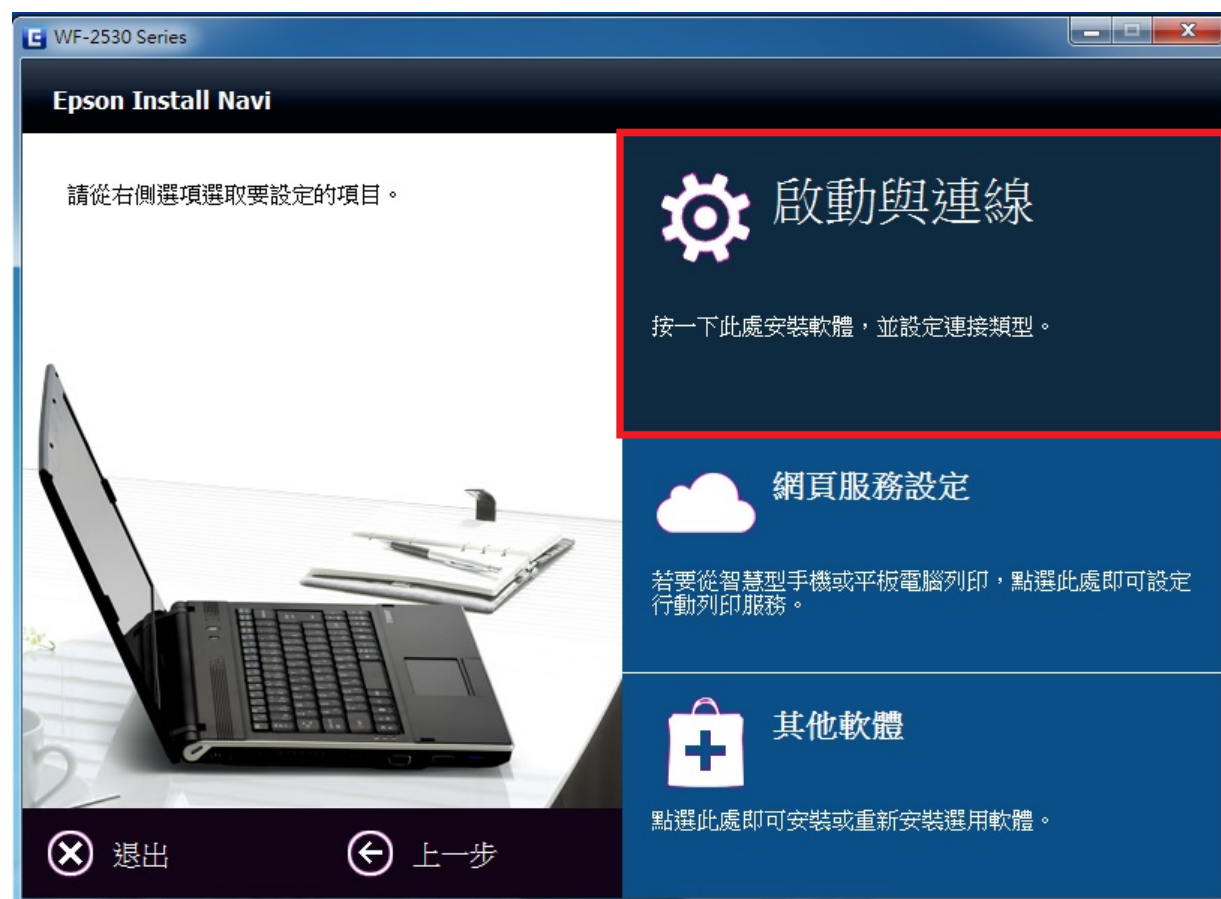 WF-2530 Series
Epson Install Navi
請從右側選項選取要設定的項目。
啟動與連線
按一下此處安裝軟體,並設定連接類型。
網頁服務設定
若要從智慧型手機或平板電腦列印,點選此處即可設定
行動列印服務。
其他軟體
點選此處即可安裝或重新安裝選用軟體。
退出
上一步